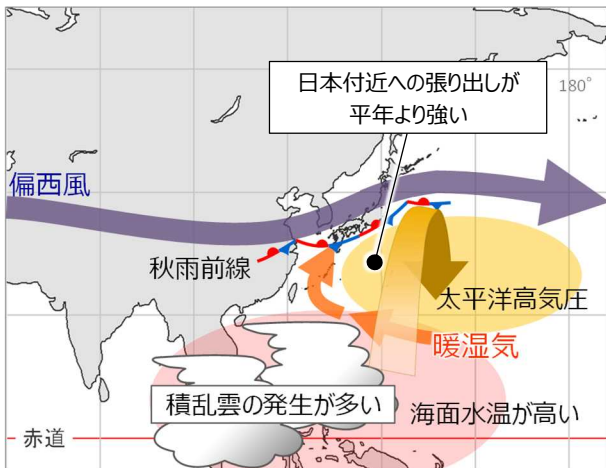 日本付近への張り出しが
平年より強い
180°
偏西風
秋雨前線
太平洋高気圧
暖湿気
積乱雲の発生が多い
海面水温が高い
赤道